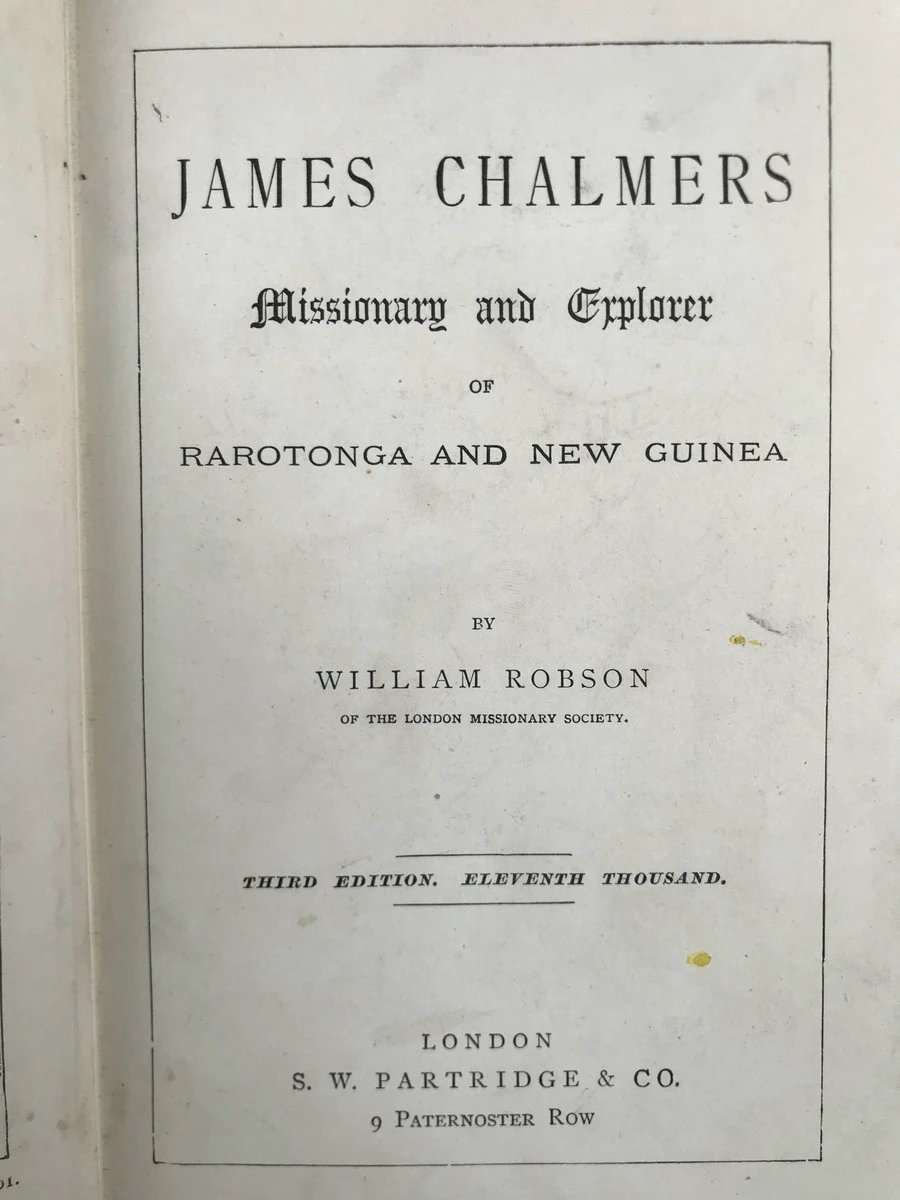 JAMES CHALMERS
Missionary and Explorer
OF
RAROTONGA AND NEW GUINEA
BY
WILLIAM ROBSON
OF THE LONDON MISSIONARY SOCIETY.
THIRD EDITION. ELEVENTH THOUSAND.
LONDON
S. W. PARTRIDGE & CO.
9 PATERNOSTER ROW